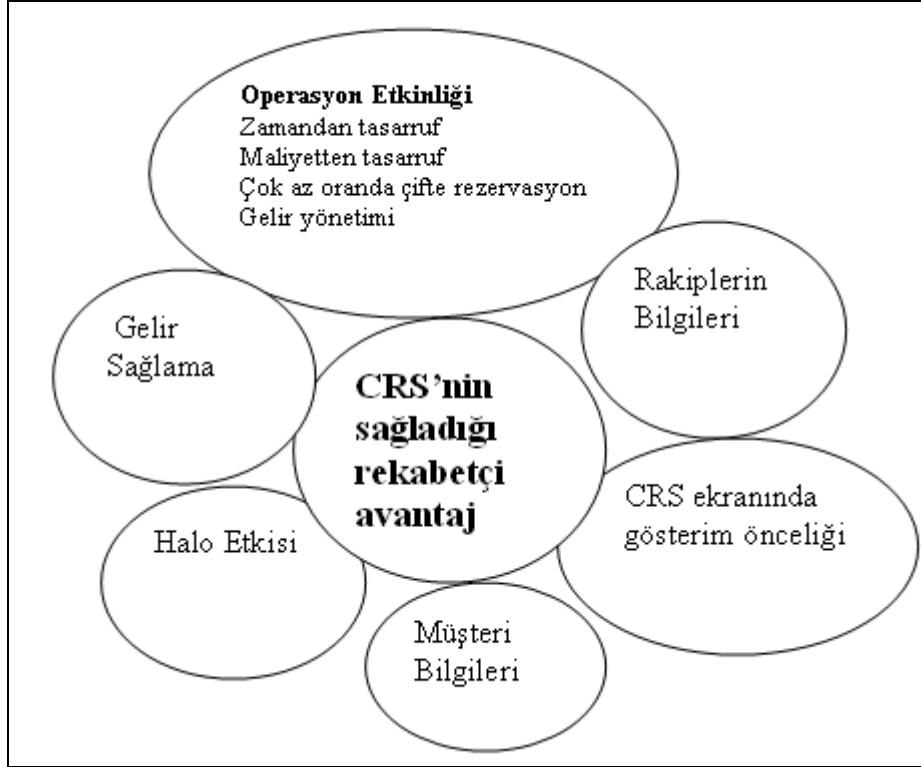 Operasyon Etkinliği
Zamandan tasarruf
Maliyetten tasarruf
Çok az oranda çifte rezervasyon
Gelir yönetimi
Rakiplerin
Bilgileri
Gelir
Sağlama
CRS’nin
sağladığı
rekabetçi
avantaj
CRS ekranında
gösterim önceliği
Halo Etkisi
Müşteri
Bilgileri